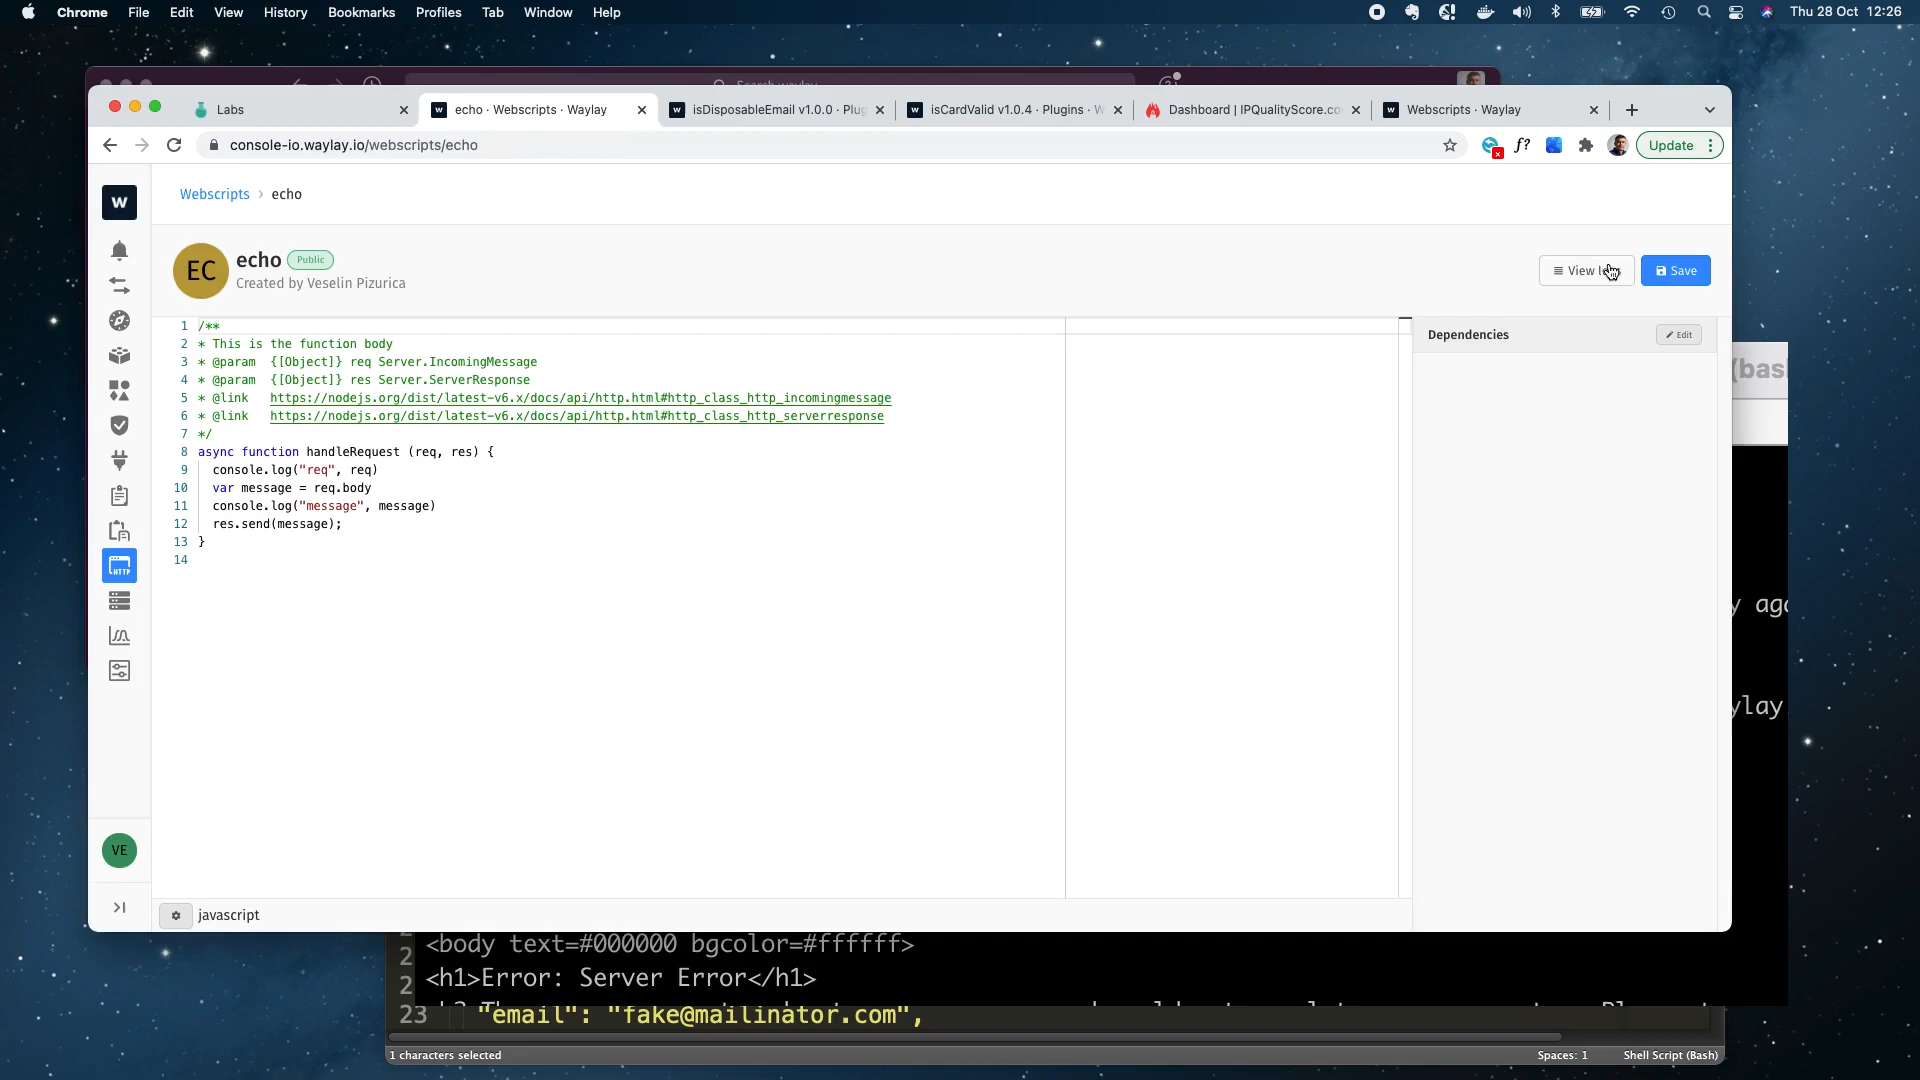 Chrome File Edit View History Bookmarks Profiles Tab Window Help
Thu 28 Oct 12:26
Labs
echo · Webscripts · Waylay
isDisposableEmail v1.0.0 · Plug
isCardValid v1.0.4 · Plugins · W
Dashboard | IPQualityScore.co
Webscripts · Waylay
console-io.waylay.io/webscripts/echo
Update
W
Webscripts > echo
EC
echo Public
Created by Veselin Pizurica
View
Save
1 /**
2 * This is the function body
3 * @param {[Object]} req Server.IncomingMessage
4 * @param {[Object]} res Server.ServerResponse
5 * @link https://nodejs.org/dist/latest-v6.x/docs/api/http.html#http_class_http_incomingmessage
6 * @link https://nodejs.org/dist/latest-v6.x/docs/api/http.html#http_class_http_serverresponse
7 */
8 async function handleRequest (req, res) {
9 console.log("req", req)
10 var message = req.body
11 console.log("message", message)
12 res.send(message);
13 }
14
Dependencies
Edit
HTTP
VE
javascript
(bas
y ag
ylay
<body text=#000000 bgcolor=#ffffff>
<h1>Error: Server Error</h1>
23 "email": "fake@mailinator.com",
1 characters selected
Spaces: 1
Shell Script (Bash)